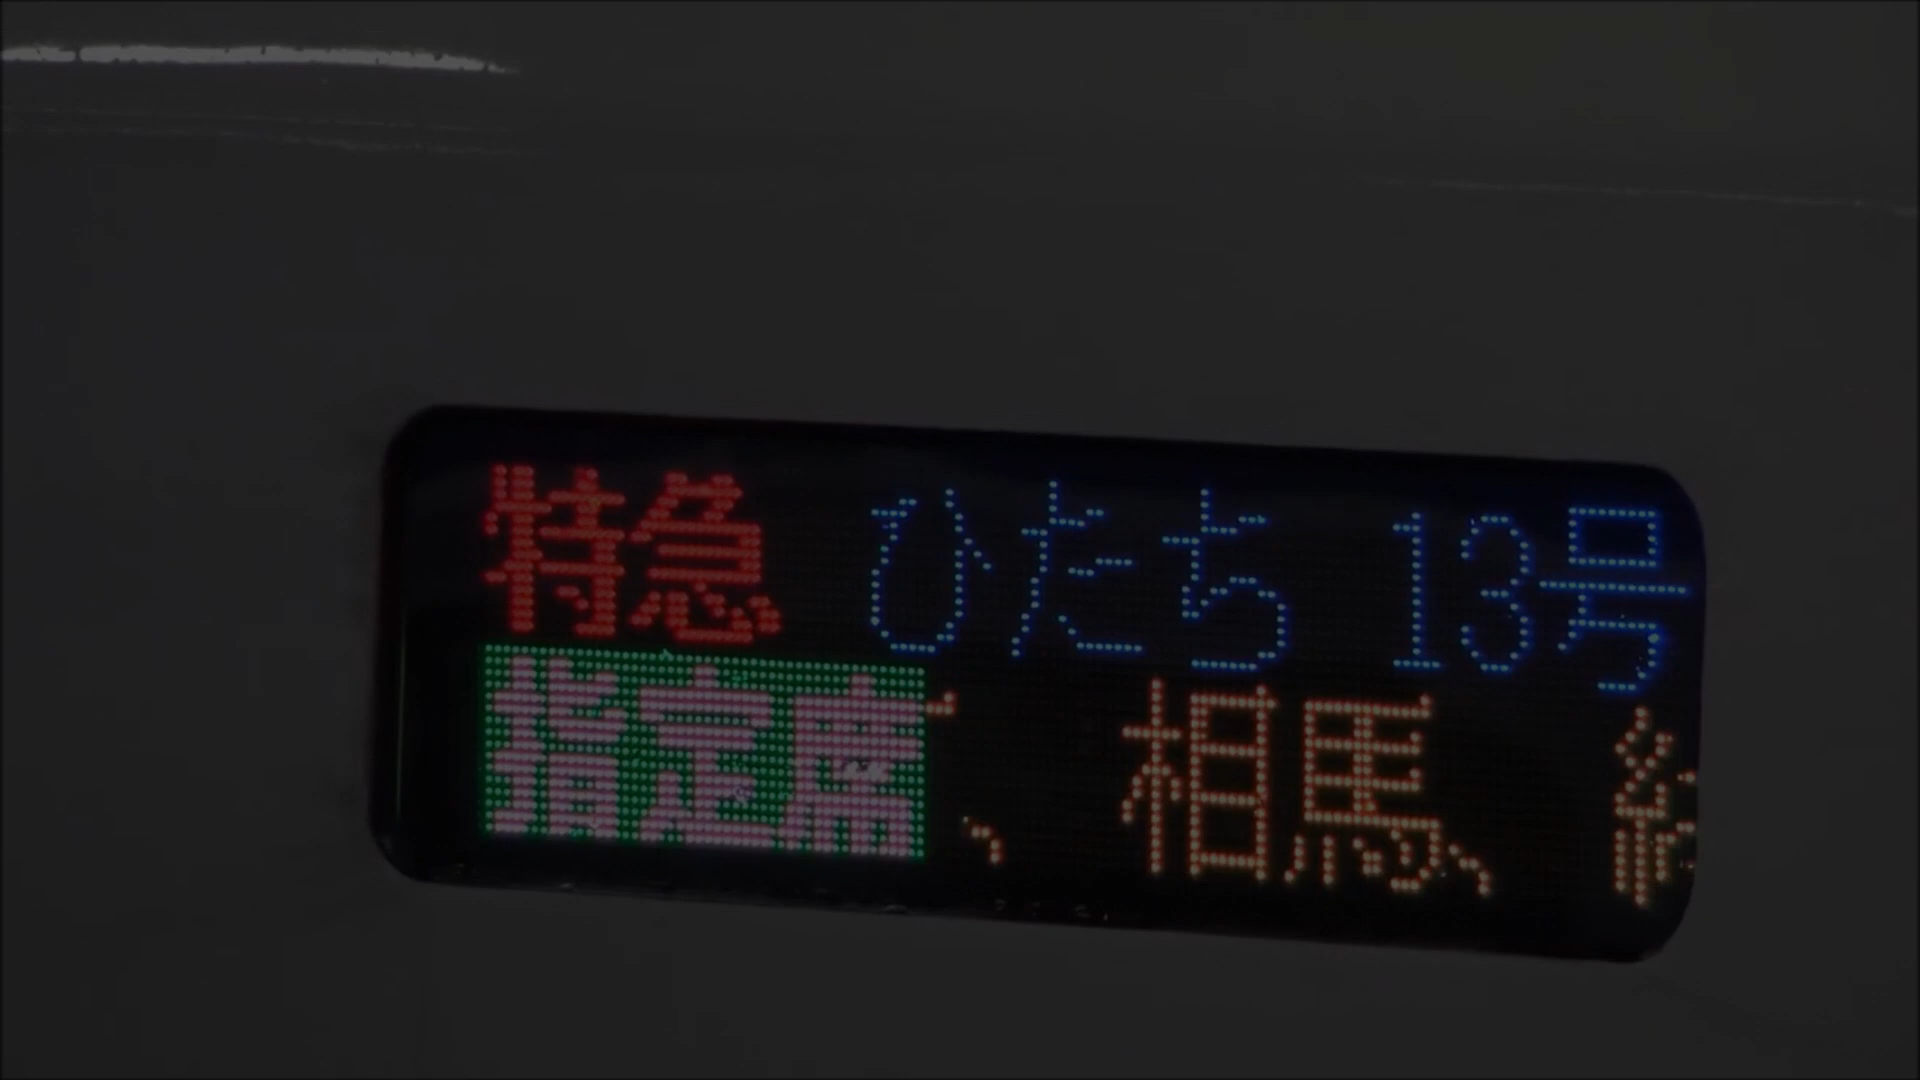 特急 ひたち 13号
指定席 、 相馬、